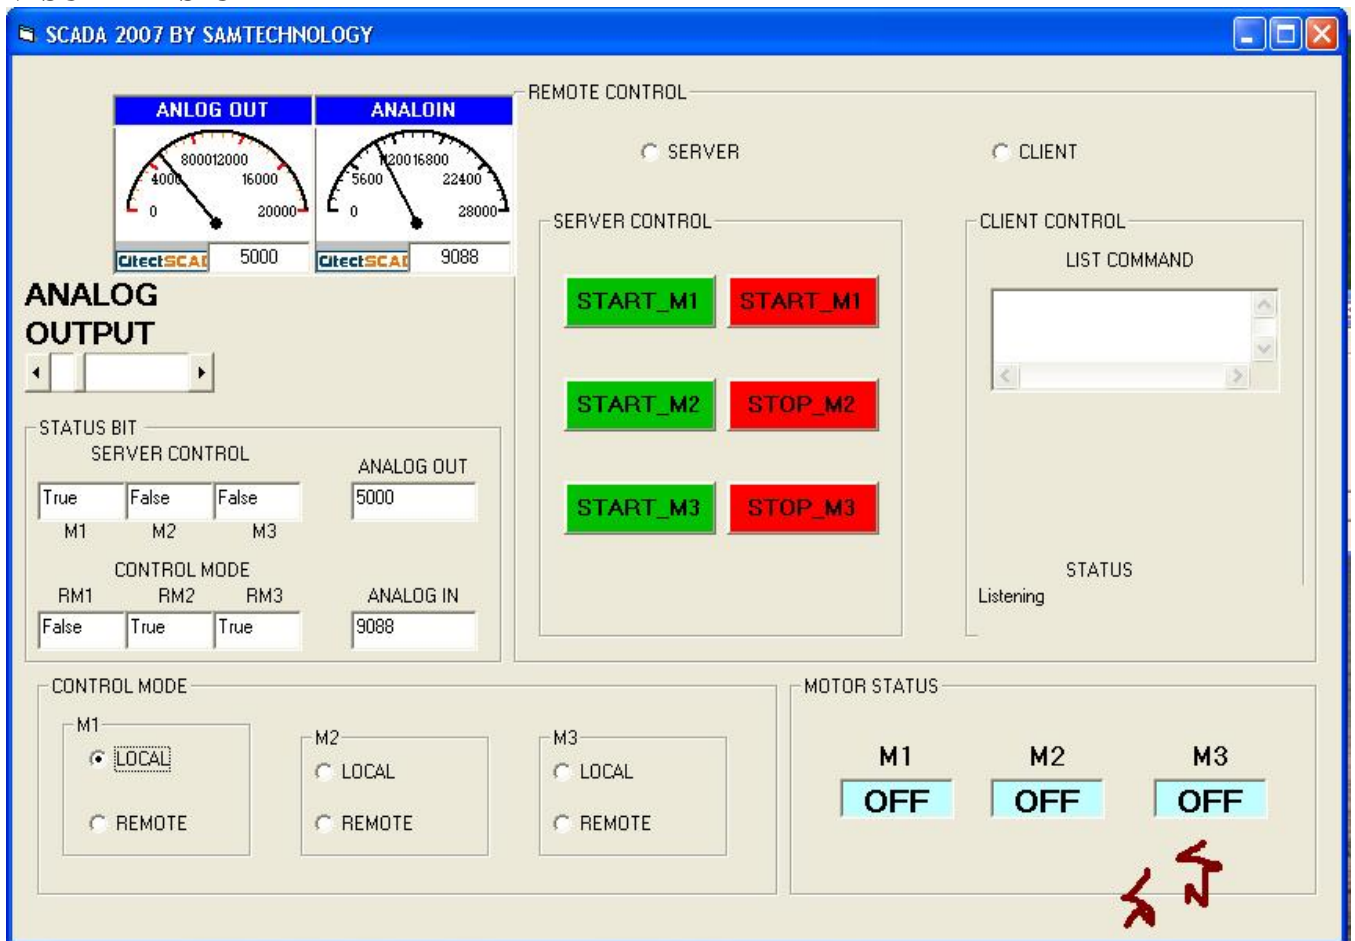 SCADA 2007 BY SAMTECHNOLOGY
ANLOG OUT
ANALOIN
0
4000
8000
12000
16000
20000
0
5600
11200
16800
22400
28000
5000
9088
ANALOG
OUTPUT
STATUS BIT
SERVER CONTROL
ANALOG OUT
True False False 5000
M1 M2 M3
CONTROL MODE
RM1 RM2 RM3 ANALOG IN
False True True 9088
REMOTE CONTROL
SERVER
CLIENT
SERVER CONTROL
START_M1 START_M1
START_M2 STOP_M2
START_M3 STOP_M3
CLIENT CONTROL
LIST COMMAND
STATUS
Listening
CONTROL MODE
M1
LOCAL
REMOTE
M2
LOCAL
REMOTE
M3
LOCAL
REMOTE
MOTOR STATUS
M1 M2 M3
OFF OFF OFF